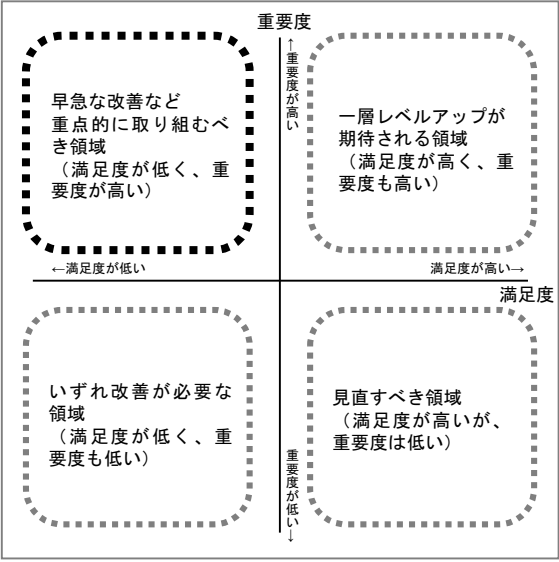 重要度
↑重要度が高い
早急な改善など
重点的に取り組むべ
き領域
(満足度が低く、重
要度が高い)
一層レベルアップが
期待される領域
(満足度が高く、重
要度も高い)
←満足度が低い
満足度が高い→
満足度
いずれ改善が必要な
領域
(満足度が低く、重
要度も低い)
見直すべき領域
(満足度が高いが、
重要度は低い)
重要度が低い↓